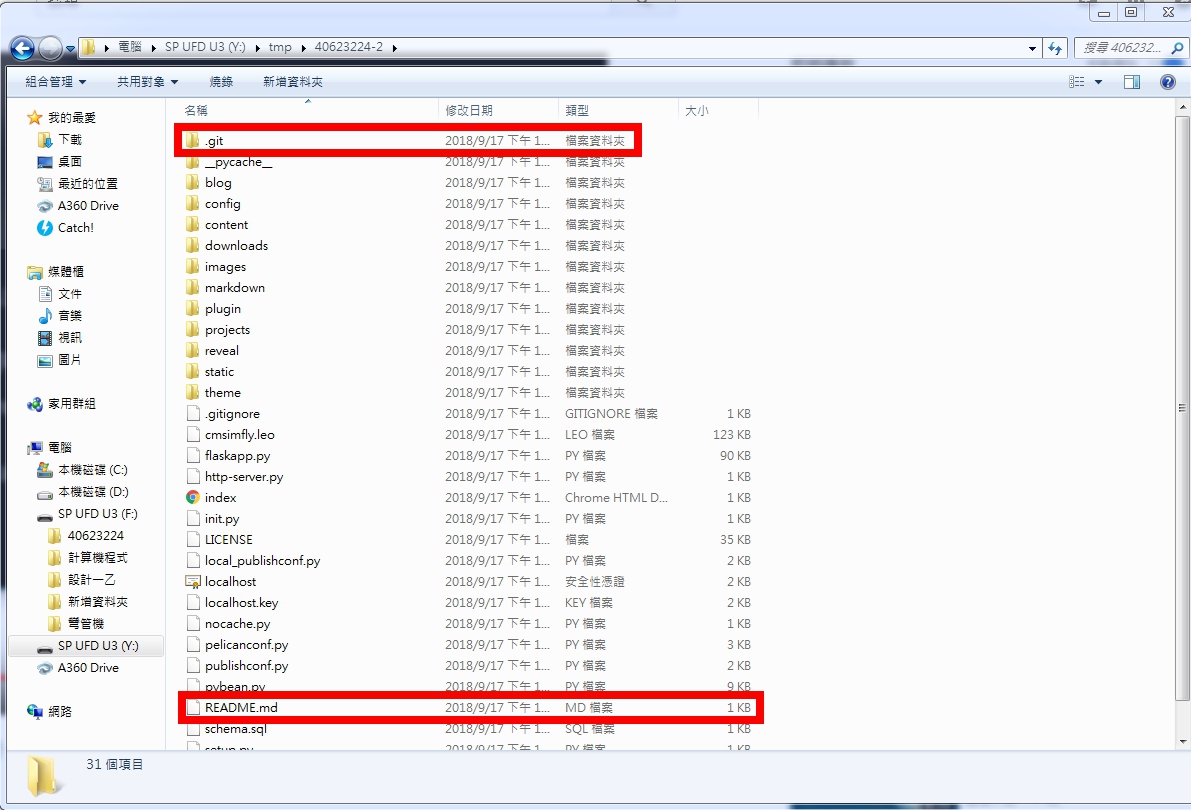 電腦 SP UFD U3 (Y:) tmp 40623224-2 搜尋 406232...
組合管理 共用對象 燒錄 新增資料夾
我的最愛
下載
桌面
最近的位置
A360 Drive
Catch!
媒體櫃
文件
音樂
視訊
圖片
家用群組
電腦
本機磁碟 (C:)
本機磁碟 (D:)
SP UFD U3 (F:)
40623224
計算機程式
設計一乙
新增資料夾
彎管機
SP UFD U3 (Y:)
A360 Drive
網路
名稱 修改日期 類型 大小
.git 2018/9/17 下午 1... 檔案資料夾
__pycache__ 2018/9/17 下午 1... 檔案資料夾
blog 2018/9/17 下午 1... 檔案資料夾
config 2018/9/17 下午 1... 檔案資料夾
content 2018/9/17 下午 1... 檔案資料夾
downloads 2018/9/17 下午 1... 檔案資料夾
images 2018/9/17 下午 1... 檔案資料夾
markdown 2018/9/17 下午 1... 檔案資料夾
plugin 2018/9/17 下午 1... 檔案資料夾
projects 2018/9/17 下午 1... 檔案資料夾
reveal 2018/9/17 下午 1... 檔案資料夾
static 2018/9/17 下午 1... 檔案資料夾
theme 2018/9/17 下午 1... 檔案資料夾
.gitignore 2018/9/17 下午 1... GITIGNORE 檔案 1 KB
cmsimfly.leo 2018/9/17 下午 1... LEO 檔案 123 KB
flaskapp.py 2018/9/17 下午 1... PY 檔案 90 KB
http-server.py 2018/9/17 下午 1... PY 檔案 1 KB
index 2018/9/17 下午 1... Chrome HTML D... 1 KB
init.py 2018/9/17 下午 1... PY 檔案 1 KB
LICENSE 2018/9/17 下午 1... 檔案 35 KB
local_publishconf.py 2018/9/17 下午 1... PY 檔案 2 KB
localhost 2018/9/17 下午 1... 安全性憑證 2 KB
localhost.key 2018/9/17 下午 1... KEY 檔案 2 KB
nocache.py 2018/9/17 下午 1... PY 檔案 1 KB
pelicanconf.py 2018/9/17 下午 1... PY 檔案 3 KB
publishconf.py 2018/9/17 下午 1... PY 檔案 2 KB
pybean.py 2018/9/17 下午 1... PY 檔案 9 KB
README.md 2018/9/17 下午 1... MD 檔案 1 KB
schema.sql 2018/9/17 下午 1... SQL 檔案 1 KB
setup.py 2018/9/17 下午 1... PY 檔案 1 KB
31 個項目